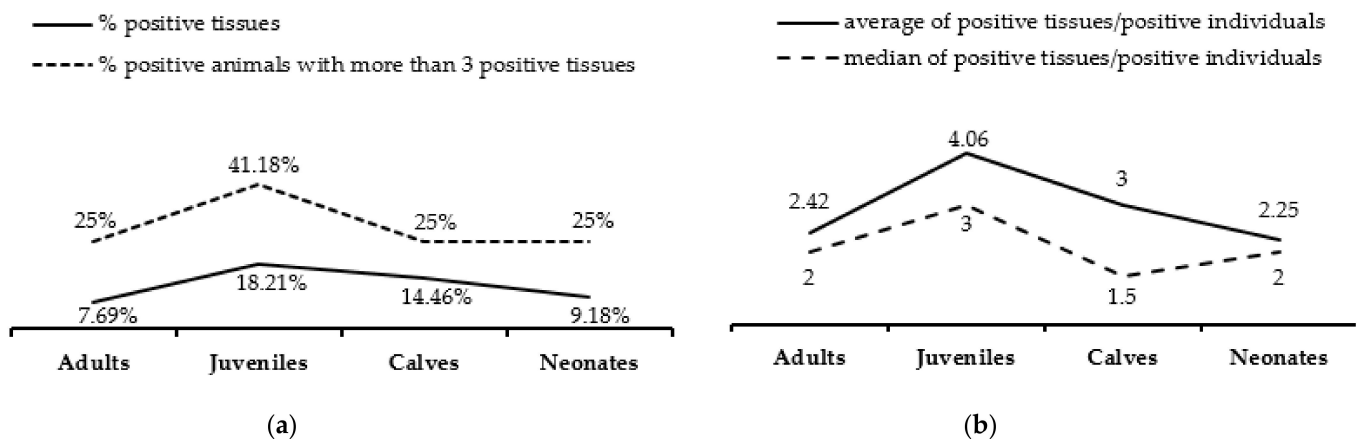 % positive tissues
% positive animals with more than 3 positive tissues
41.18%
25%
25%
25%
18.21%
14.46%
7.69%
9.18%
Adults Juveniles Calves Neonates
(a)
average of positive tissues/positive individuals
median of positive tissues/positive individuals
4.06
2.42
3
2.25
3
2
1.5
2
Adults Juveniles Calves Neonates
(b)